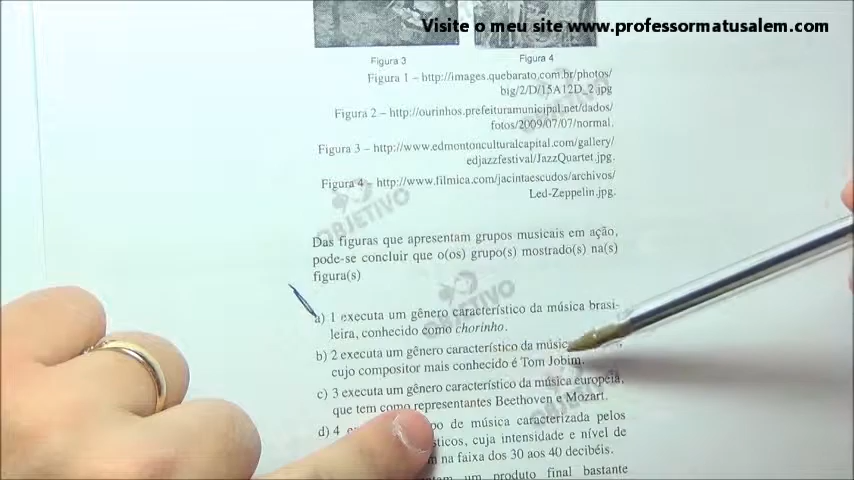 Visite o meu site www.professormatusalem.com
Figura 3
Figura 4
Figura 1 – http://images.quebarato.com.br/photos/
big/2/D/15A12D_2.jpg
Figura 2 – http://ourinhos.prefeituramunicipal.net/dados/
fotos/2009/07/07/normal.
Figura 3 – http://www.edmontonculturalcapital.com/gallery/
edjazzfestival/JazzQuartet.jpg.
Figura 4 – http://www.filmica.com/jacintaescudos/archivos/
Led-Zeppelin.jpg.
OBJETIVO
OBJETIVO
Das figuras que apresentam grupos musicais em ação,
pode-se concluir que o(os) grupo(s) mostrado(s) na(s)
figura(s)
OBJETIVO
a) 1 executa um gênero característico da música brasi-
leira, conhecido como chorinho.
b) 2 executa um gênero característico da
cujo compositor mais conhecido é Tom Jobim.
c) 3 executa um gênero característico da música européia,
que tem como representantes Beethoven e Mozart.
OBJETIVO
d) 4 de música caracterizada pelos
cuja intensidade e nível de
na faixa dos 30 aos 40 decibéis.
um produto final bastante